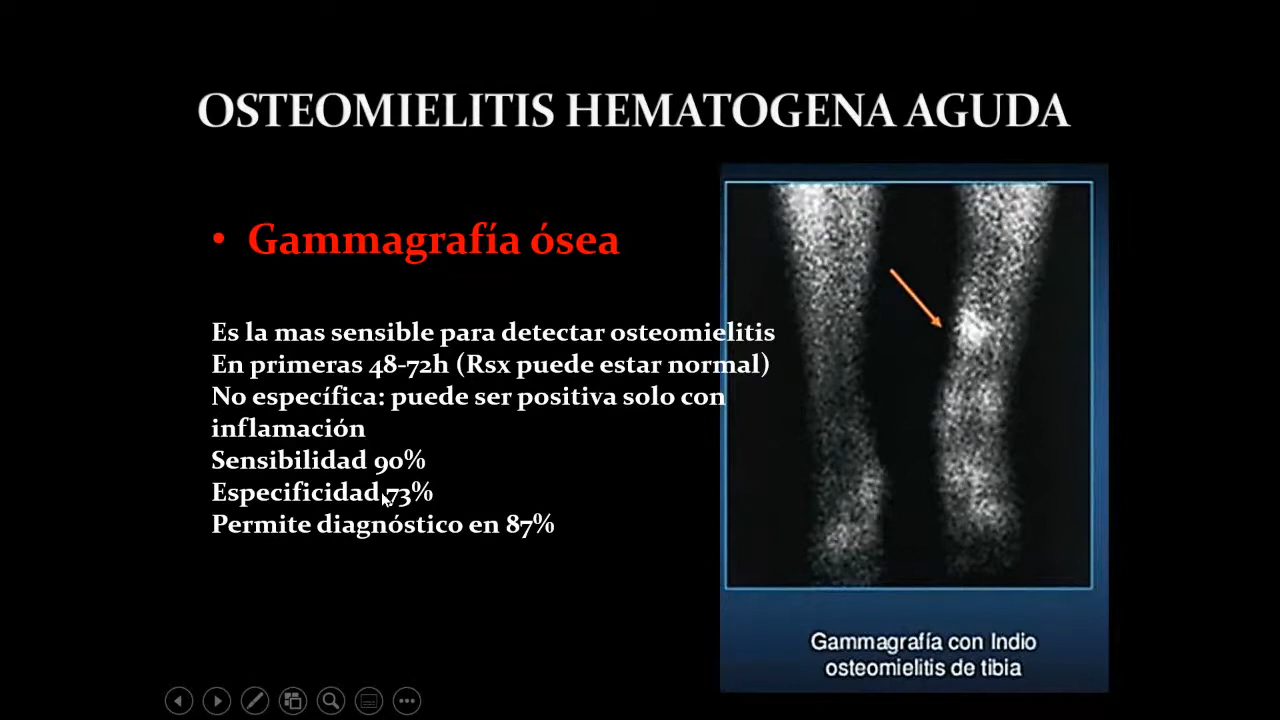 OSTEOMIELITIS HEMATOGENA AGUDA
• Gammagrafía ósea
Es la mas sensible para detectar osteomielitis
En primeras 48-72h (Rsx puede estar normal)
No específica: puede ser positiva solo con
inflamación
Sensibilidad 90%
Especificidad 73%
Permite diagnóstico en 87%
Gammagrafía con Indio
osteomielitis de tibia